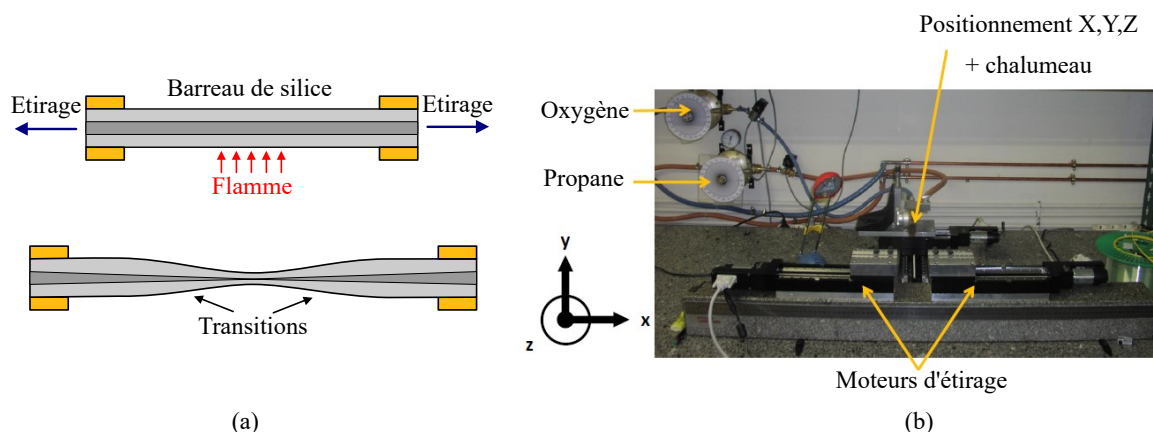 Positionnement X,Y,Z
+ chalumeau
Barreau de silice
Etirage
Etirage
Flamme
Oxygène
Propane
y
x
z
Transitions
Moteurs d'étirage
(a)
(b)